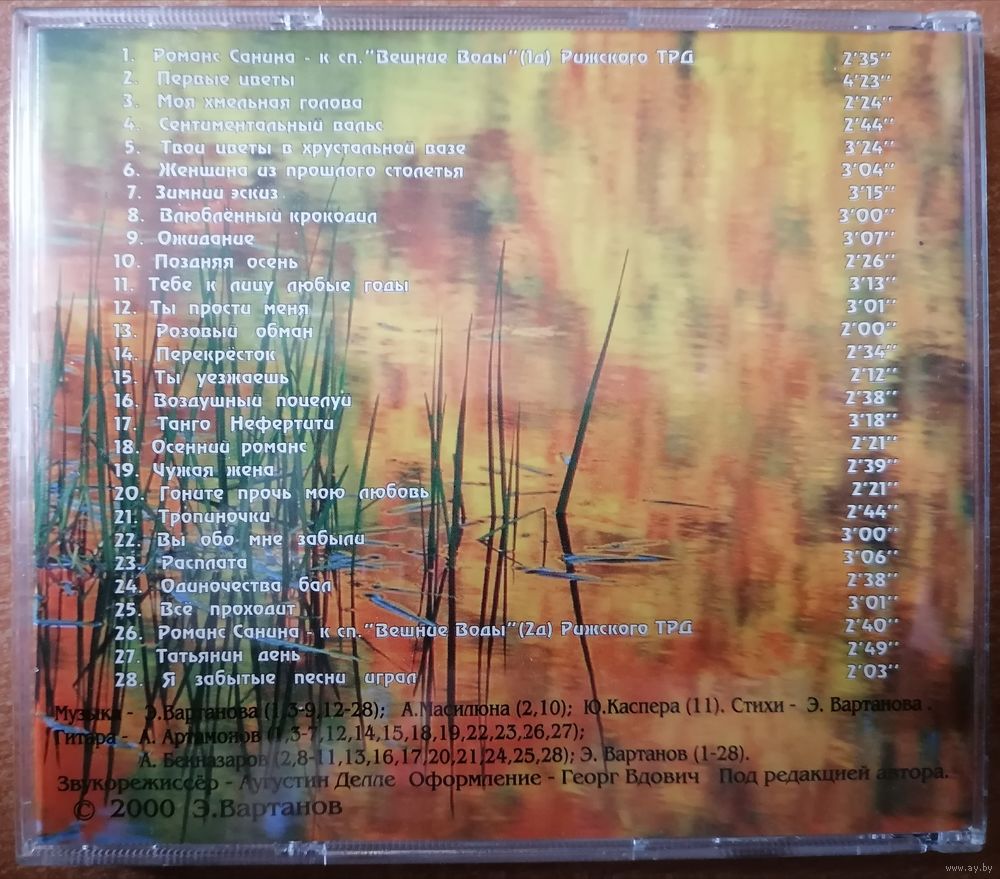 1. Романс Санина - к сп."Вешние Воды"(1д) Рижского ТРД 2'35''
2. Первые цветы 4'23''
3. Моя хмельная голова 2'24''
4. Сентиментальный вальс 2'44''
5. Твои цветы в хрустальной вазе 3'24''
6. Женщина из прошлого столетья 3'04''
7. Зимний эскиз 3'15''
8. Влюблённый крокодил 3'00''
9. Ожидание 3'07''
10. Поздняя осень 2'26''
11. Тебе к лицу любые годы 3'13''
12. Ты прости меня 3'01''
13. Розовый обман 2'00''
14. Перекрёсток 2'34''
15. Ты уезжаешь 2'12''
16. Воздушный поцелуй 2'38''
17. Танго Нефертити 3'18''
18. Осенний романс 2'21''
19. Чужая жена 2'39''
20. Гоните прочь мою любовь 2'21''
21. Тропиночки 2'44''
22. Вы обо мне забыли 3'00''
23. Расплата 3'06''
24. Одиночества бал 2'38''
25. Всё проходит 3'01''
26. Романс Санина - к сп."Вешние Воды"(2д) Рижского ТРД 2'40''
27. Татьянин день 2'49''
28. Я забытые песни играл 2'03''
Музыка - Э.Вартанова (1,3-9,12-28); А.Масилюна (2,10); Ю.Каспера (11). Стихи - Э. Вартанова .
Гитара - А. Артамонов (1,3-7,12,14,15,18,19,22,23,26,27);
А. Бекназаров (2,8-11,13,16,17,20,21,24,25,28); Э. Вартанов (1-28).
Звукорежиссёр - Аугустин Делле Оформление - Георг Вдович Под редакцией автора.
© 2000 Э.Вартанов
www.ay.by